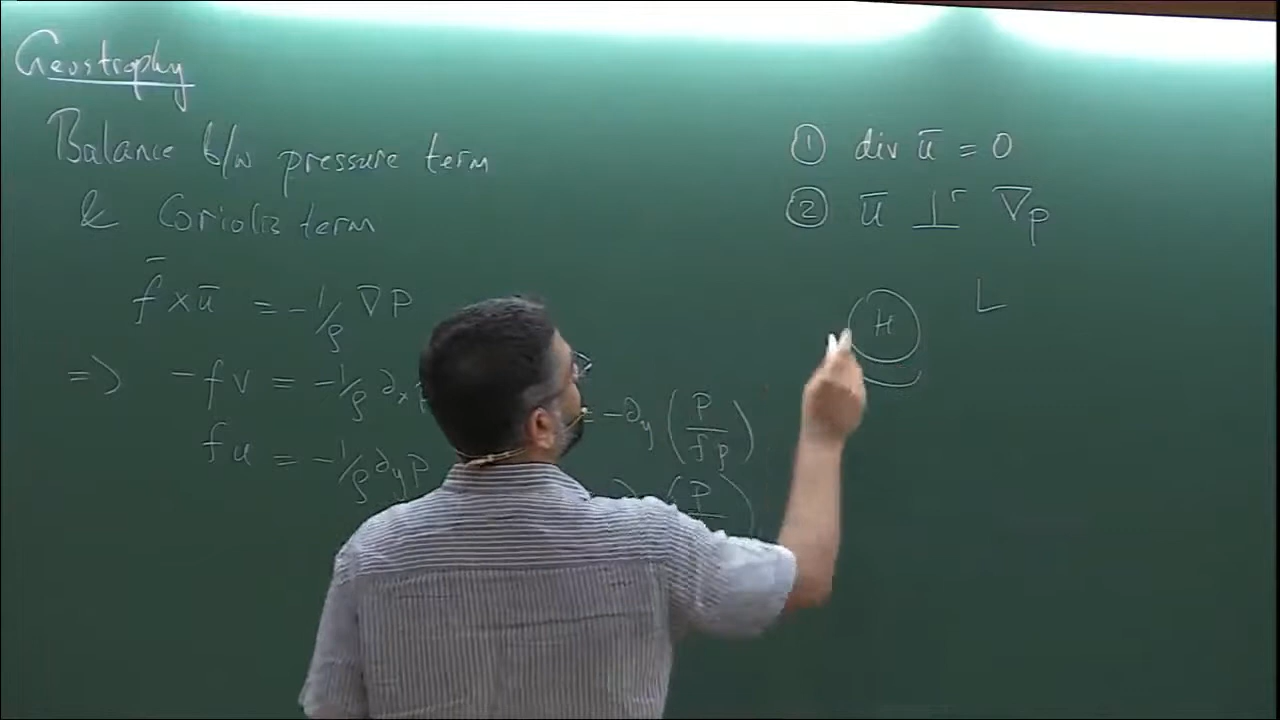 Geostrophy
Balance b/w pressure term
& Coriolis term
f̄ × ū = -1/ρ ∇P
=> -fv = -1/ρ ∂x p
fu = -1/ρ ∂y P
= -∂y (P/fρ)
(P
① div ū = 0
② ū ⊥r ∇p
H L